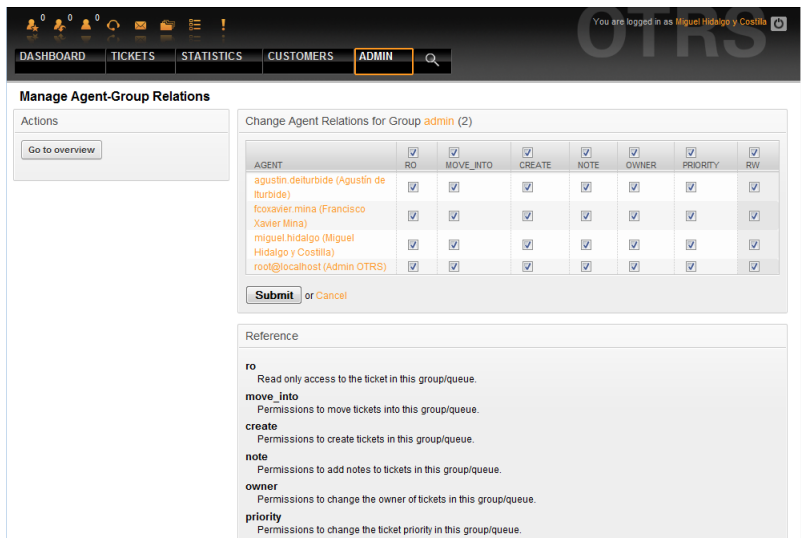 0 0 0
You are logged in as Miguel Hidalgo y Costilla
OTRS
DASHBOARD TICKETS STATISTICS CUSTOMERS ADMIN
Manage Agent-Group Relations
Actions
Go to overview
Change Agent Relations for Group admin (2)
AGENT RO MOVE_INTO CREATE NOTE OWNER PRIORITY RW
agustin.deiturbide (Agustín de
Iturbide)
fcoxavier.mina (Francisco
Xavier Mina)
miguel.hidalgo (Miguel
Hidalgo y Costilla)
root@localhost (Admin OTRS)
Submit or Cancel
Reference
ro
Read only access to the ticket in this group/queue.
move_into
Permissions to move tickets into this group/queue.
create
Permissions to create tickets in this group/queue.
note
Permissions to add notes to tickets in this group/queue.
owner
Permissions to change the owner of tickets in this group/queue.
priority
Permissions to change the ticket priority in this group/queue.